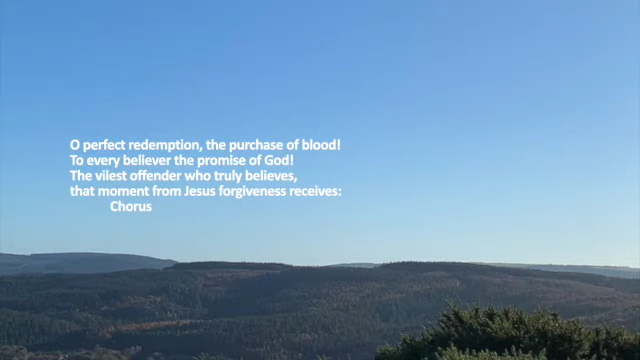 O perfect redemption, the purchase of blood!
To every believer the promise of God!
The vilest offender who truly believes,
that moment from Jesus forgiveness receives:
Chorus